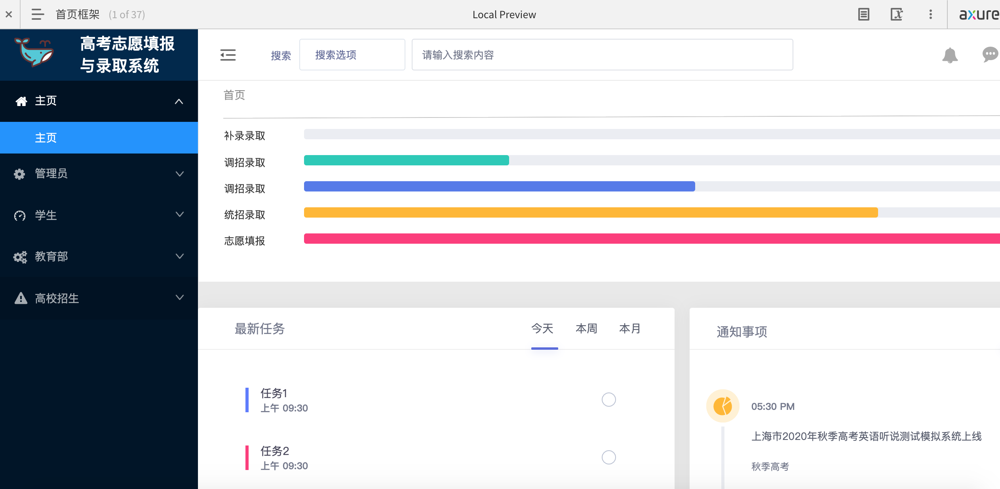 首页框架 (1 of 37)
Local Preview
axure
高考志愿填报
与录取系统
搜索
搜索选项
请输入搜索内容
主页
主页
管理员
学生
教育部
高校招生
首页
补录录取
调招录取
调招录取
统招录取
志愿填报
最新任务
今天
本周
本月
任务1
上午 09:30
任务2
上午 09:30
通知事项
05:30 PM
上海市2020年秋季高考英语听说测试模拟系统上线
秋季高考